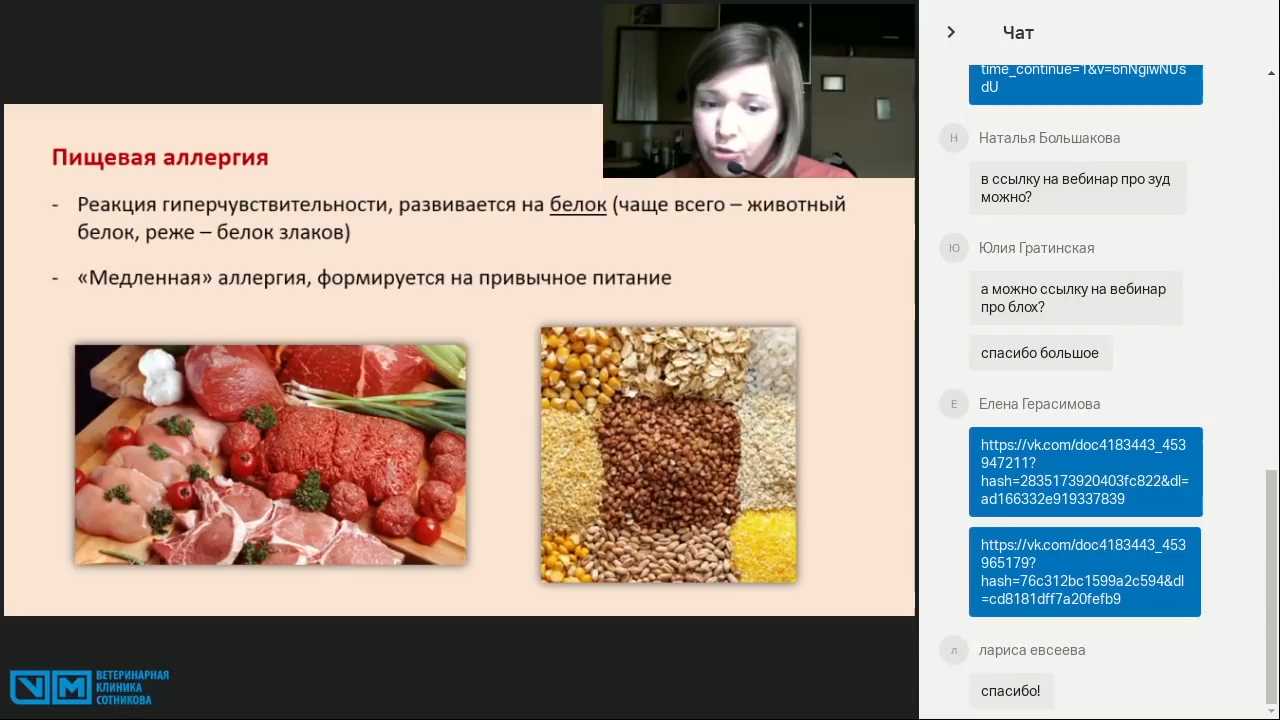 Пищевая аллергия
- Реакция гиперчувствительности, развивается на белок (чаще всего – животный
белок, реже – белок злаков)
- «Медленная» аллергия, формируется на привычное питание
VM
ВЕТЕРИНАРНАЯ
КЛИНИКА
СОТНИКОВА
Чат
time_continue=1&v=6nNgiwNUs
dU
Н
Наталья Большакова
в ссылку на вебинар про зуд
можно?
Ю
Юлия Гратинская
а можно ссылку на вебинар
про блох?
спасибо большое
Е
Елена Герасимова
https://vk.com/doc4183443_453
947211?
hash=2835173920403fc822&dl=
ad166332e919337839
https://vk.com/doc4183443_453
965179?
hash=76c312bc1599a2c594&dl
=cd8181dff7a20fefb9
л
лариса евсеева
спасибо!